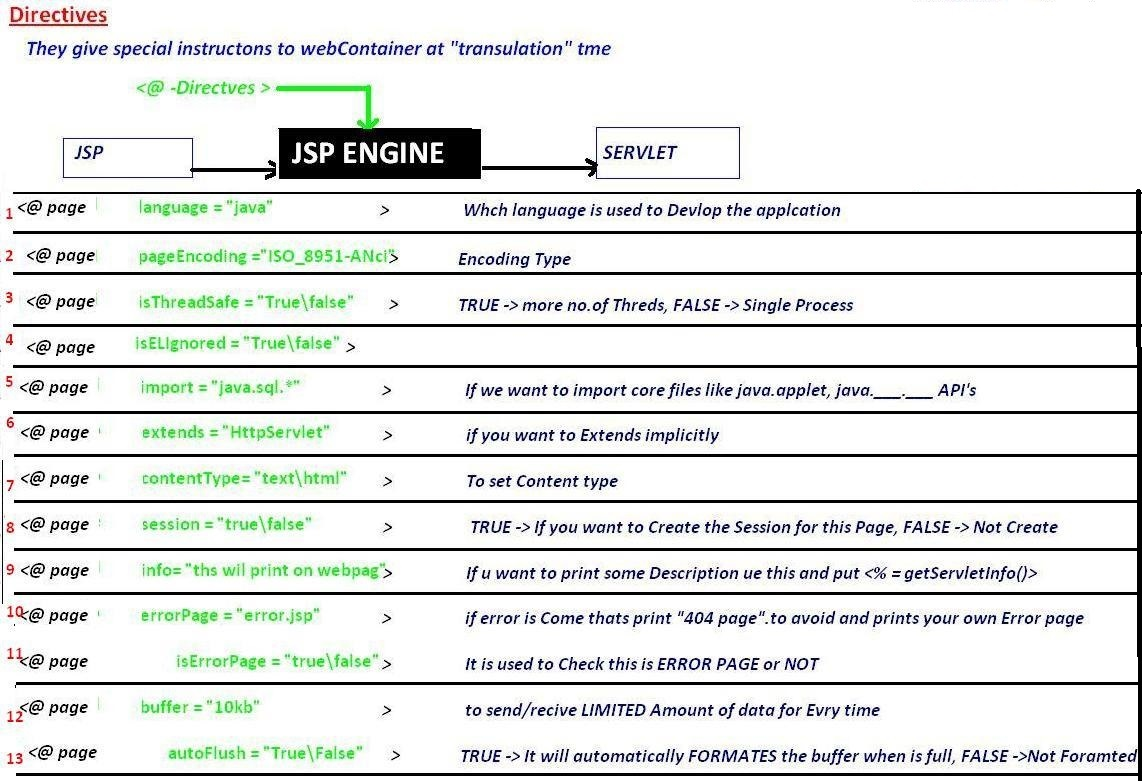 Directives
They give special instructons to webContainer at "transulation" tme
<@ -Directves >
JSP
JSP ENGINE
SERVLET
1 <@ page language = "java" > Whch language is used to Devlop the applcation
2 <@ page pageEncoding ="ISO_8951-ANci"> Encoding Type
3 <@ page isThreadSafe = "True\false" > TRUE -> more no.of Threds, FALSE -> Single Process
4 <@ page isELIgnored = "True\false" >
5 <@ page import = "java.sql.*" > If we want to import core files like java.applet, java.___.___ API's
6 <@ page extends = "HttpServlet" > if you want to Extends implicitly
7 <@ page contentType= "text\html" > To set Content type
8 <@ page session = "true\false" > TRUE -> If you want to Create the Session for this Page, FALSE -> Not Create
9 <@ page info= "ths wil print on webpag"> If u want to print some Description ue this and put <% = getServletInfo()>
10 <@ page errorPage = "error.jsp" > if error is Come thats print "404 page".to avoid and prints your own Error page
11 <@ page isErrorPage = "true\false" > It is used to Check this is ERROR PAGE or NOT
12 <@ page buffer = "10kb" > to send/recive LIMITED Amount of data for Evry time
13 <@ page autoFlush = "True\False" > TRUE -> It will automatically FORMATES the buffer when is full, FALSE ->Not Foramted